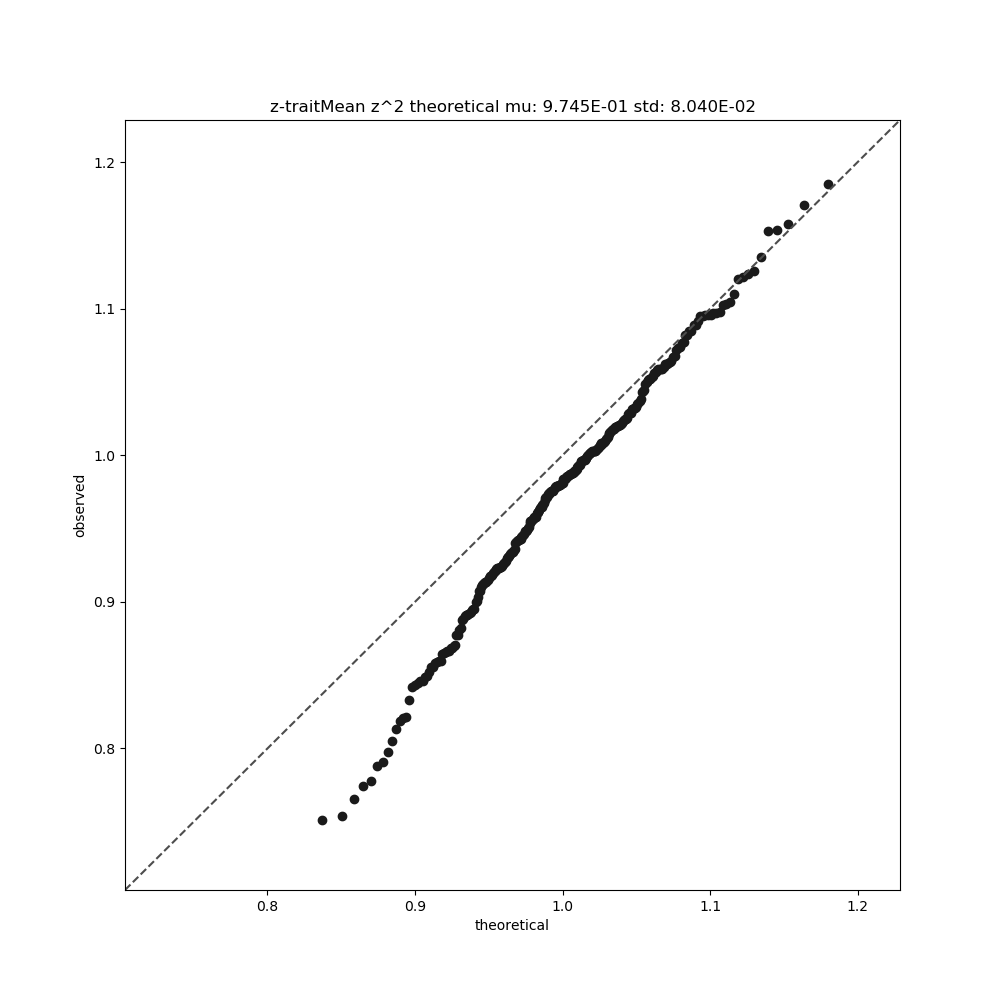 z-traitMean z^2 theoretical mu: 9.745E-01 std: 8.040E-02
1.2
1.1
1.0
0.9
0.8
observed
0.8 0.9 1.0 1.1 1.2
theoretical